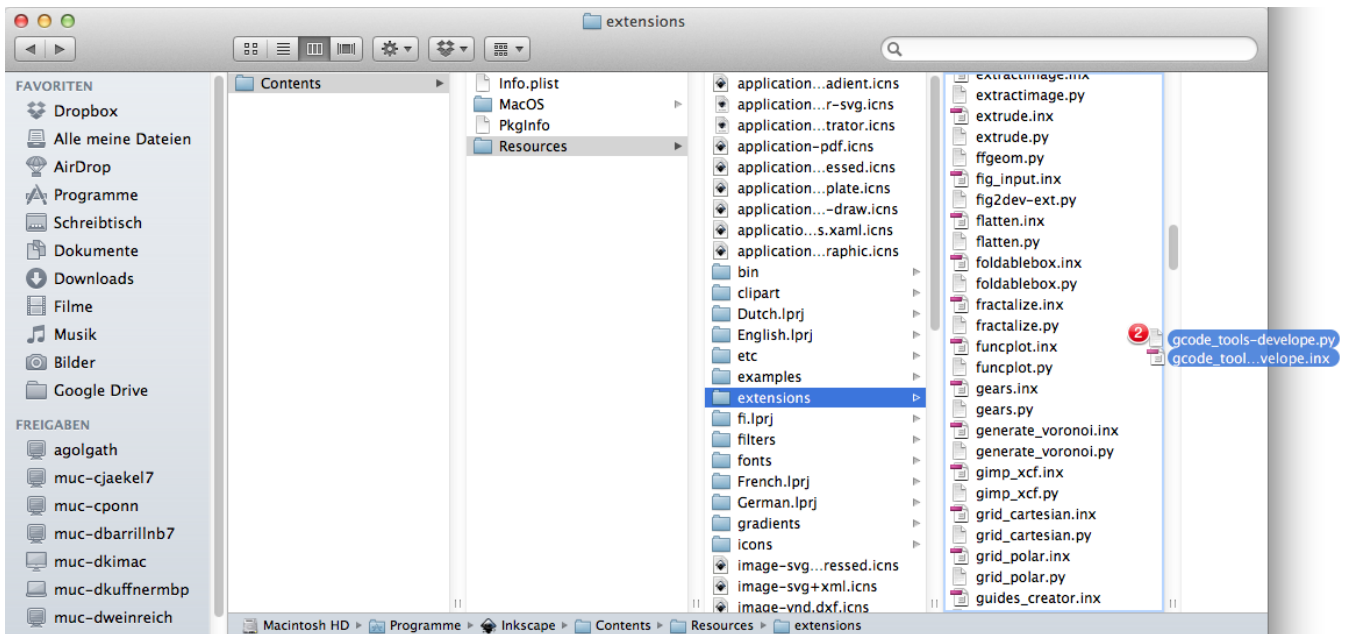 extensions
FAVORITEN
Dropbox
Alle meine Dateien
AirDrop
Programme
Schreibtisch
Dokumente
Downloads
Filme
Musik
Bilder
Google Drive
FREIGABEN
agolgath
muc-cjaekel7
muc-cponn
muc-dbarrillnb7
muc-dkimac
muc-dkuffnermbp
muc-dweinreich
Contents
Info.plist
MacOS
PkgInfo
Resources
application...adient.icns
application...r-svg.icns
application...trator.icns
application-pdf.icns
application...essed.icns
application...plate.icns
application...-draw.icns
applicatio...s.xaml.icns
application...raphic.icns
bin
clipart
Dutch.lprj
English.lprj
etc
examples
extensions
fi.lprj
filters
fonts
French.lprj
German.lprj
gradients
icons
image-svg...ressed.icns
image-svg+xml.icns
image-vnd.dxf.icns
extractimage.inx
extractimage.py
extrude.inx
extrude.py
ffgeom.py
fig_input.inx
fig2dev-ext.py
flatten.inx
flatten.py
foldablebox.inx
foldablebox.py
fractalize.inx
fractalize.py
funcplot.inx
funcplot.py
gears.inx
gears.py
generate_voronoi.inx
generate_voronoi.py
gimp_xcf.inx
gimp_xcf.py
grid_cartesian.inx
grid_cartesian.py
grid_polar.inx
grid_polar.py
guides_creator.inx
2
gcode_tools-develope.py
gcode_tool...velope.inx
Macintosh HD ▸ Programme ▸ Inkscape ▸ Contents ▸ Resources ▸ extensions